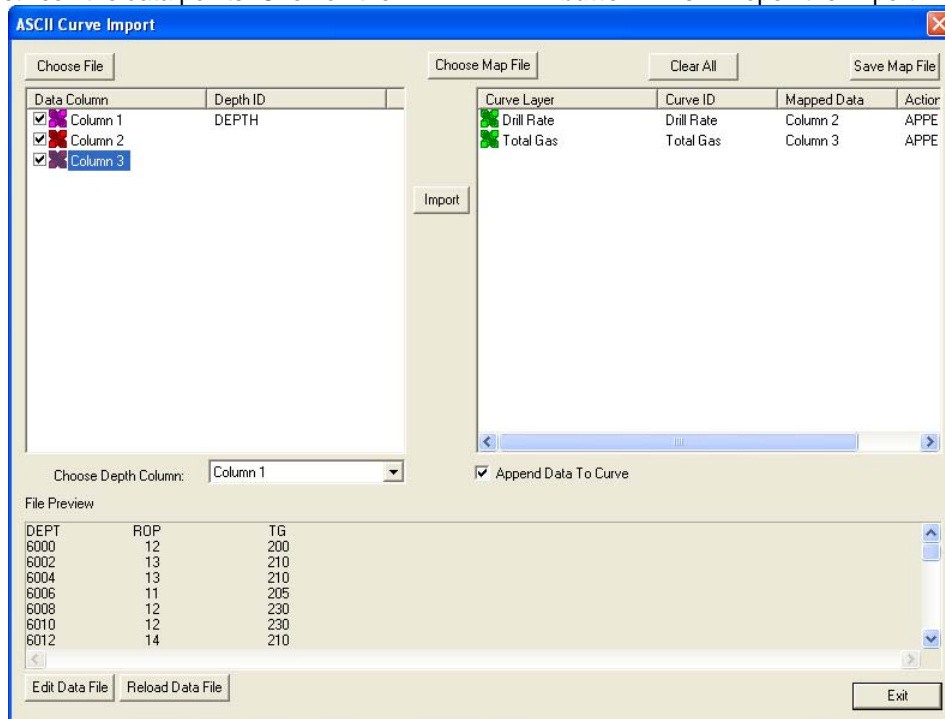 ASCII Curve Import
Choose File
Choose Map File
Clear All
Save Map File
Data Column Depth ID
Column 1 DEPTH
Column 2
Column 3
Import
Curve Layer Curve ID Mapped Data Action
Drill Rate Drill Rate Column 2 APPE
Total Gas Total Gas Column 3 APPE
Choose Depth Column: Column 1
Append Data To Curve
File Preview
DEPT ROP TG
6000 12 200
6002 13 210
6004 13 210
6006 11 205
6008 12 230
6010 12 230
6012 14 210
Edit Data File
Reload Data File
Exit